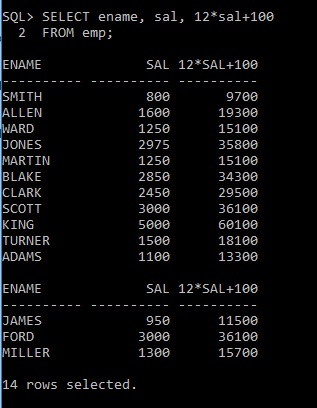 SQL> SELECT ename, sal, 12*sal+100
  2  FROM emp;
ENAME             SAL 12*SAL+100
---------- ---------- ----------
SMITH             800       9700
ALLEN            1600      19300
WARD             1250      15100
JONES            2975      35800
MARTIN           1250      15100
BLAKE            2850      34300
CLARK            2450      29500
SCOTT            3000      36100
KING             5000      60100
TURNER           1500      18100
ADAMS            1100      13300
ENAME             SAL 12*SAL+100
---------- ---------- ----------
JAMES             950      11500
FORD             3000      36100
MILLER           1300      15700
14 rows selected.